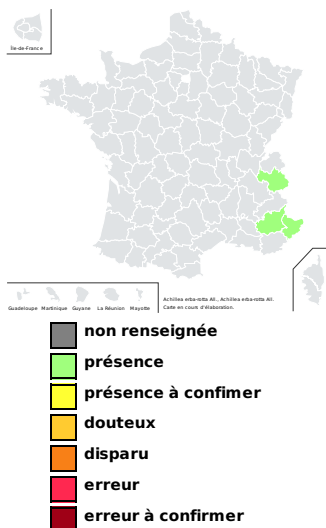 Île-de-France
Achillea erba-rotta All., Achillea erba-rotta All.
Carte en cours d'élaboration.
Guadeloupe Martinique Guyane La Réunion Mayotte
non renseignée
présence
présence à confimer
douteux
disparu
erreur
erreur à confirmer